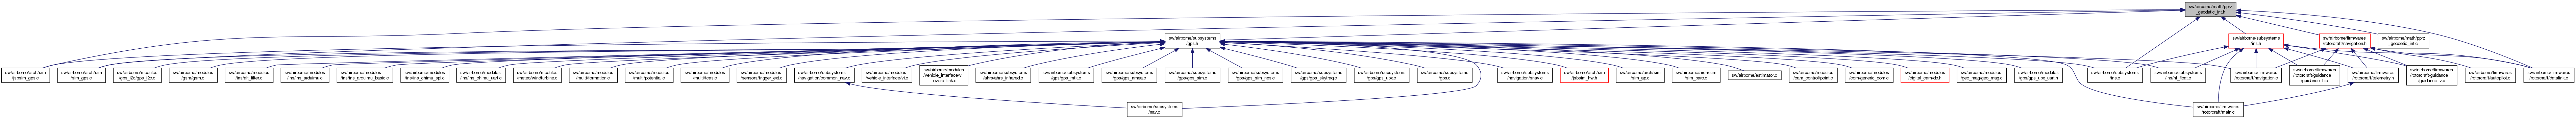 sw/airborne/math/pprz
_geodetic_int.h
sw/airborne/subsystems
/gps.h
sw/airborne/subsystems
/ins.h
sw/airborne/firmwares
/rotorcraft/navigation.h
sw/airborne/math/pprz
_geodetic_int.c
sw/airborne/arch/sim
/jsbsim_gps.c
sw/airborne/arch/sim
/sim_gps.c
sw/airborne/modules
/gps_i2c/gps_i2c.c
sw/airborne/modules
/gsm/gsm.c
sw/airborne/modules
/ins/alt_filter.c
sw/airborne/modules
/ins/ins_arduimu.c
sw/airborne/modules
/ins/ins_arduimu_basic.c
sw/airborne/modules
/ins/ins_chimu_spi.c
sw/airborne/modules
/ins/ins_chimu_uart.c
sw/airborne/modules
/meteo/windturbine.c
sw/airborne/modules
/multi/formation.c
sw/airborne/modules
/multi/potential.c
sw/airborne/modules
/multi/tcas.c
sw/airborne/modules
/sensors/trigger_ext.c
sw/airborne/subsystems
/navigation/common_nav.c
sw/airborne/modules
/vehicle_interface/vi.c
sw/airborne/modules
/vehicle_interface/vi
_overo_link.c
sw/airborne/subsystems
/ahrs/ahrs_infrared.c
sw/airborne/subsystems
/gps/gps_mtk.c
sw/airborne/subsystems
/gps/gps_nmea.c
sw/airborne/subsystems
/gps/gps_sim.c
sw/airborne/subsystems
/gps/gps_sim_nps.c
sw/airborne/subsystems
/gps/gps_skytraq.c
sw/airborne/subsystems
/gps/gps_ubx.c
sw/airborne/subsystems
/gps.c
sw/airborne/subsystems
/navigation/snav.c
sw/airborne/arch/sim
/jsbsim_hw.h
sw/airborne/arch/sim
/sim_ap.c
sw/airborne/arch/sim
/sim_baro.c
sw/airborne/estimator.c
sw/airborne/modules
/cam_control/point.c
sw/airborne/modules
/com/generic_com.c
sw/airborne/modules
/digital_cam/dc.h
sw/airborne/modules
/geo_mag/geo_mag.c
sw/airborne/modules
/gps/gps_ubx_ucenter.c
sw/airborne/subsystems
/ins.c
sw/airborne/subsystems
/ins/hf_float.c
sw/airborne/firmwares
/rotorcraft/navigation.c
sw/airborne/firmwares
/rotorcraft/guidance
/guidance_h.c
sw/airborne/firmwares
/rotorcraft/telemetry.h
sw/airborne/firmwares
/rotorcraft/guidance
/guidance_v.c
sw/airborne/firmwares
/rotorcraft/autopilot.c
sw/airborne/firmwares
/rotorcraft/datalink.c
sw/airborne/subsystems
/nav.c
sw/airborne/firmwares
/rotorcraft/main.c